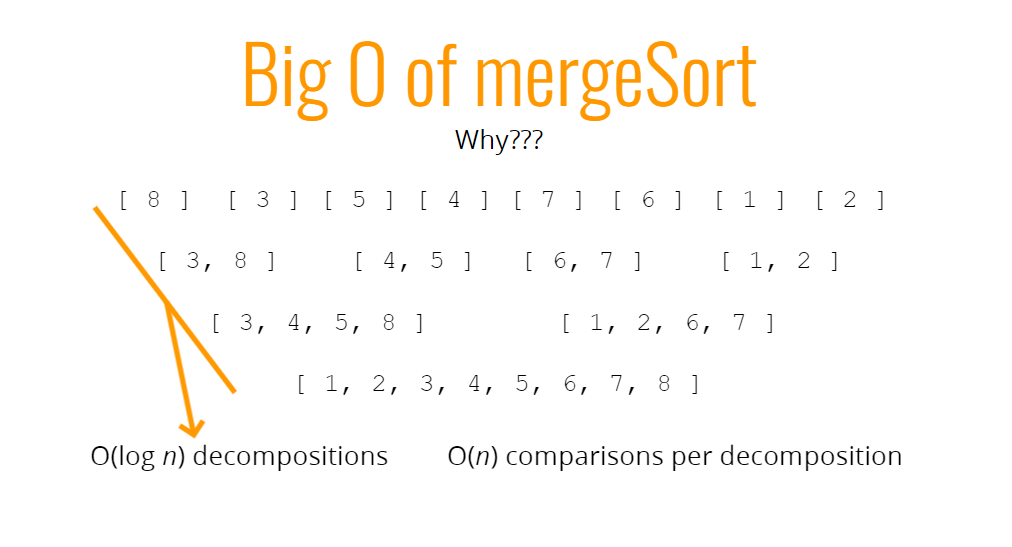 Big O of mergeSort
Why???
[ 8 ] [ 3 ] [ 5 ] [ 4 ] [ 7 ] [ 6 ] [ 1 ] [ 2 ]
[ 3, 8 ] [ 4, 5 ] [ 6, 7 ] [ 1, 2 ]
[ 3, 4, 5, 8 ] [ 1, 2, 6, 7 ]
[ 1, 2, 3, 4, 5, 6, 7, 8 ]
O(log n) decompositions O(n) comparisons per decomposition